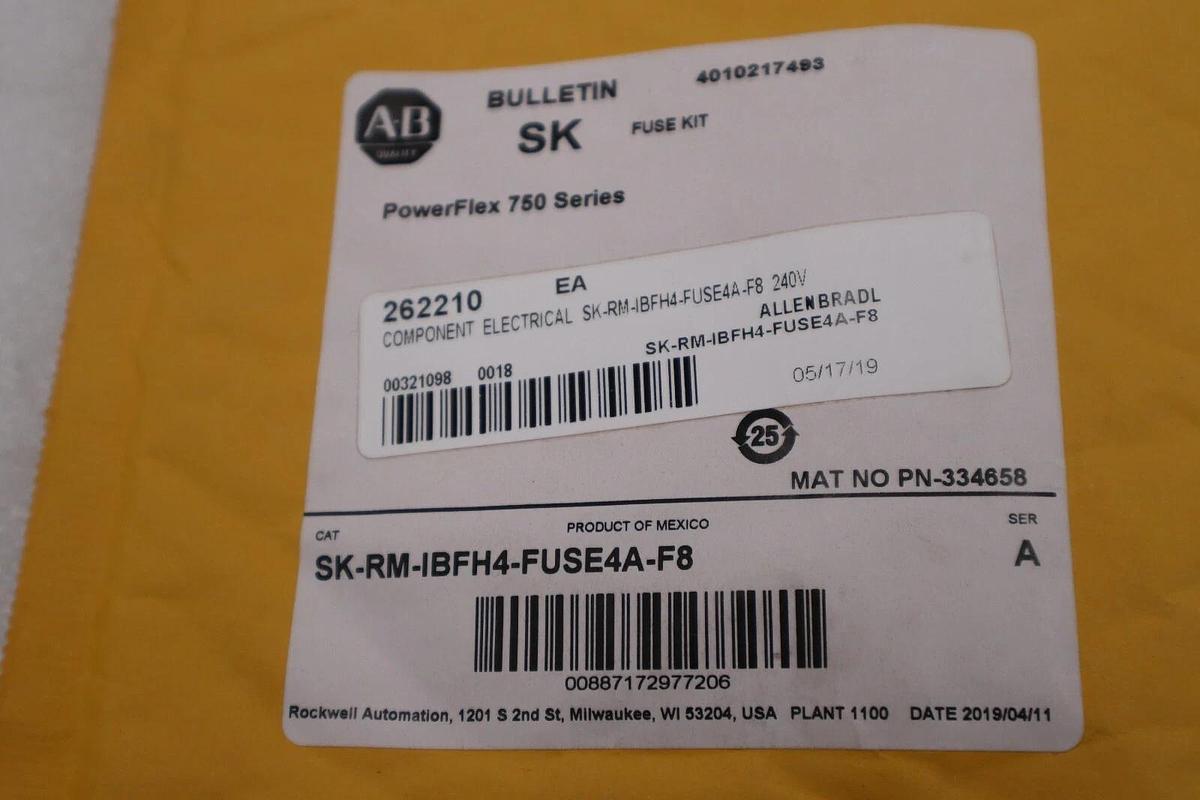 A-B
QUALITY
BULLETIN
SK
FUSE KIT
4010217493
PowerFlex 750 Series
262210 EA
COMPONENT ELECTRICAL SK-RM-IBFH4-FUSE4A-F8 240V
ALLENBRADL
SK-RM-IBFH4-FUSE4A-F8
00321098 0018
05/17/19
25
MAT NO PN-334658
CAT
PRODUCT OF MEXICO
SER
SK-RM-IBFH4-FUSE4A-F8
A
00887172977206
Rockwell Automation, 1201 S 2nd St, Milwaukee, WI 53204, USA PLANT 1100 DATE 2019/04/11